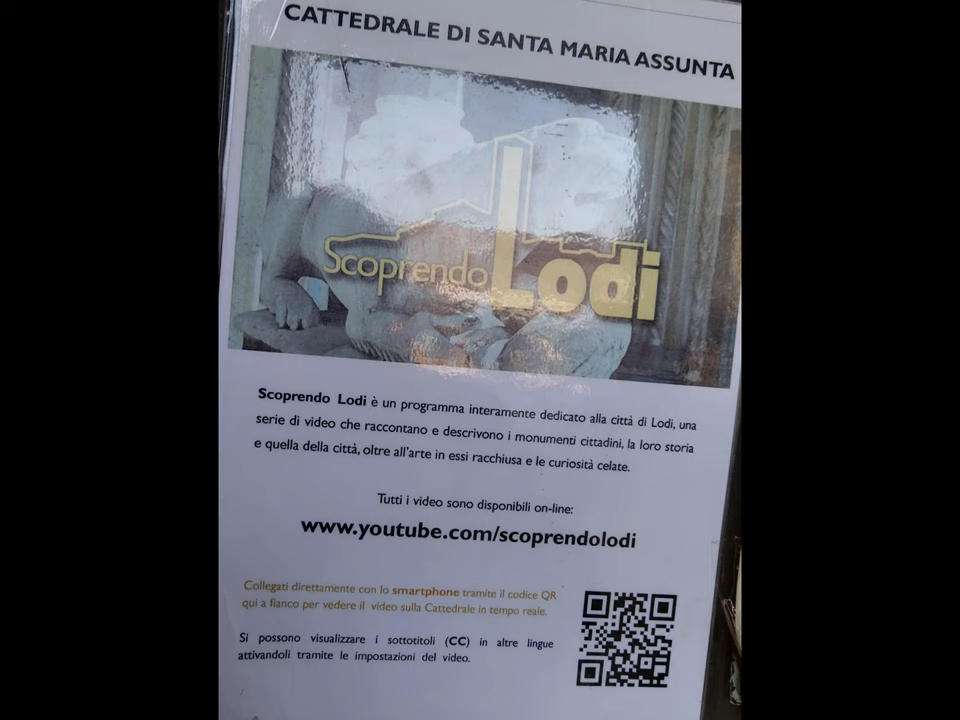 CATTEDRALE DI SANTA MARIA ASSUNTA
Scoprendo Lodi
Scoprendo Lodi è un programma interamente dedicato alla città di Lodi, una
serie di video che raccontano e descrivono i monumenti cittadini, la loro storia
e quella della città, oltre all'arte in essi racchiusa e le curiosità celate.
Tutti i video sono disponibili on-line:
www.youtube.com/scoprendolodi
Collegati direttamente con lo smartphone tramite il codice QR
qui a fianco per vedere il video sulla Cattedrale in tempo reale.
Si possono visualizzare i sottotitoli (CC) in altre lingue
attivandoli tramite le impostazioni del video.